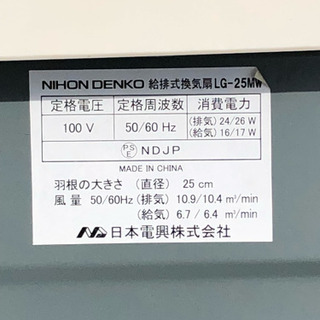 NIHON DENKO 給排式換気扇 LG-25MW
定格電圧 定格周波数 消費電力
100 V 50/60 Hz (排気) 24/26 W
(給気) 16/17 W
PS E NDJP
MADE IN CHINA
羽根の大きさ (直径) 25 cm
風量 50/60Hz (排気) 10.9/10.4 m³/min
(給気) 6.7 / 6.4 m³/min
日本電興株式会社